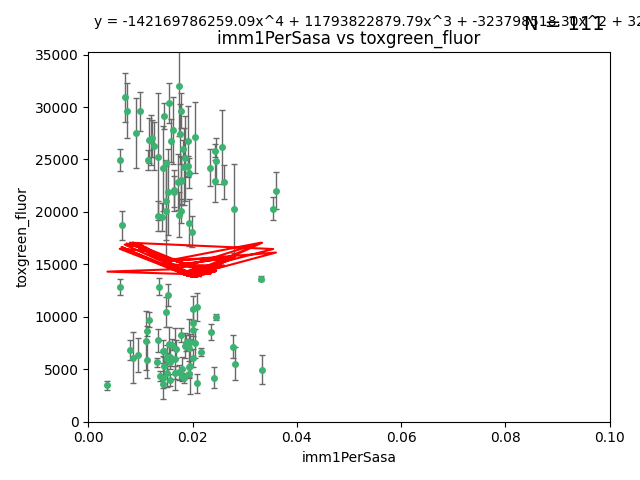 y = -142169786259.09x^4 + 11793822879.79x^3 + -323798518.30x^2 + 32
N = 111
imm1PerSasa vs toxgreen_fluor
35000
30000
25000
20000
15000
10000
5000
0
toxgreen_fluor
0.00 0.02 0.04 0.06 0.08 0.10
imm1PerSasa